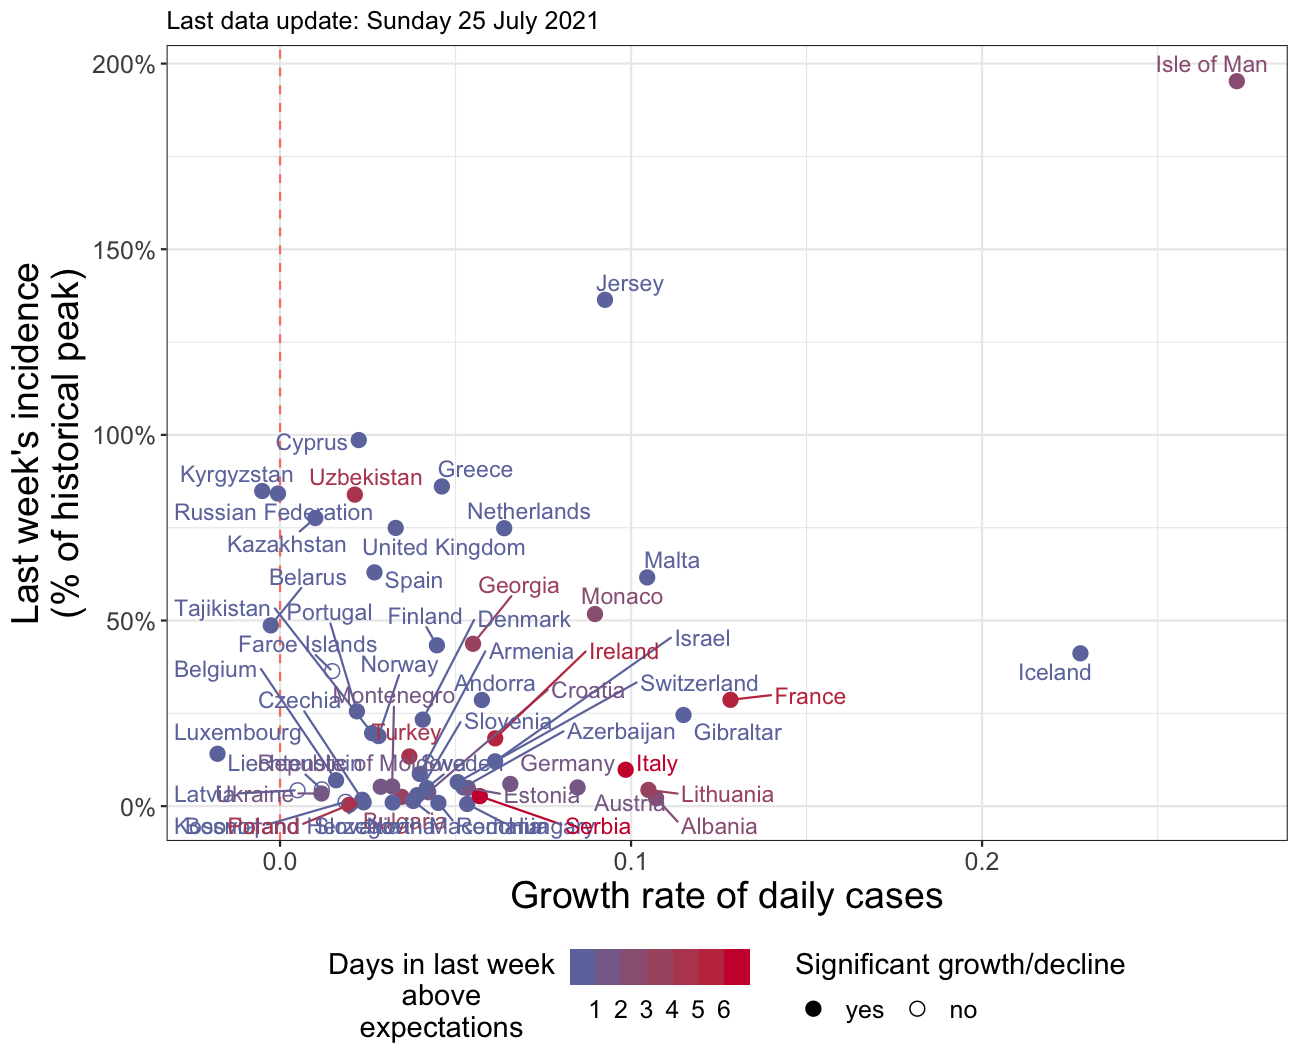 Last data update: Sunday 25 July 2021
200%
Isle of Man
150%
Jersey
100%
Cyprus
Greece
Kyrgyzstan
Uzbekistan
Russian Federation
Netherlands
Kazakhstan
United Kingdom
Malta
Belarus
Spain
Georgia
Monaco
50%
Tajikistan
Portugal
Finland
Denmark
Faroe Islands
Armenia
Ireland
Israel
Belgium
Norway
Iceland
Czechia
Montenegro
Andorra
Croatia
Switzerland
France
Luxembourg
Turkey
Slovenia
Azerbaijan
Gibraltar
Liechtenstein
Republic of Moldova
Sweden
Germany
Italy
0%
Latvia
Ukraine
Estonia
Austria
Lithuania
Kosovo
Bosnia and Herzegovina
Poland
Slovakia
Bulgaria
North Macedonia
Romania
Hungary
Serbia
Albania
0.0
0.1
0.2
Last week's incidence
(% of historical peak)
Growth rate of daily cases
Days in last week
above
expectations
1 2 3 4 5 6
Significant growth/decline
yes
no